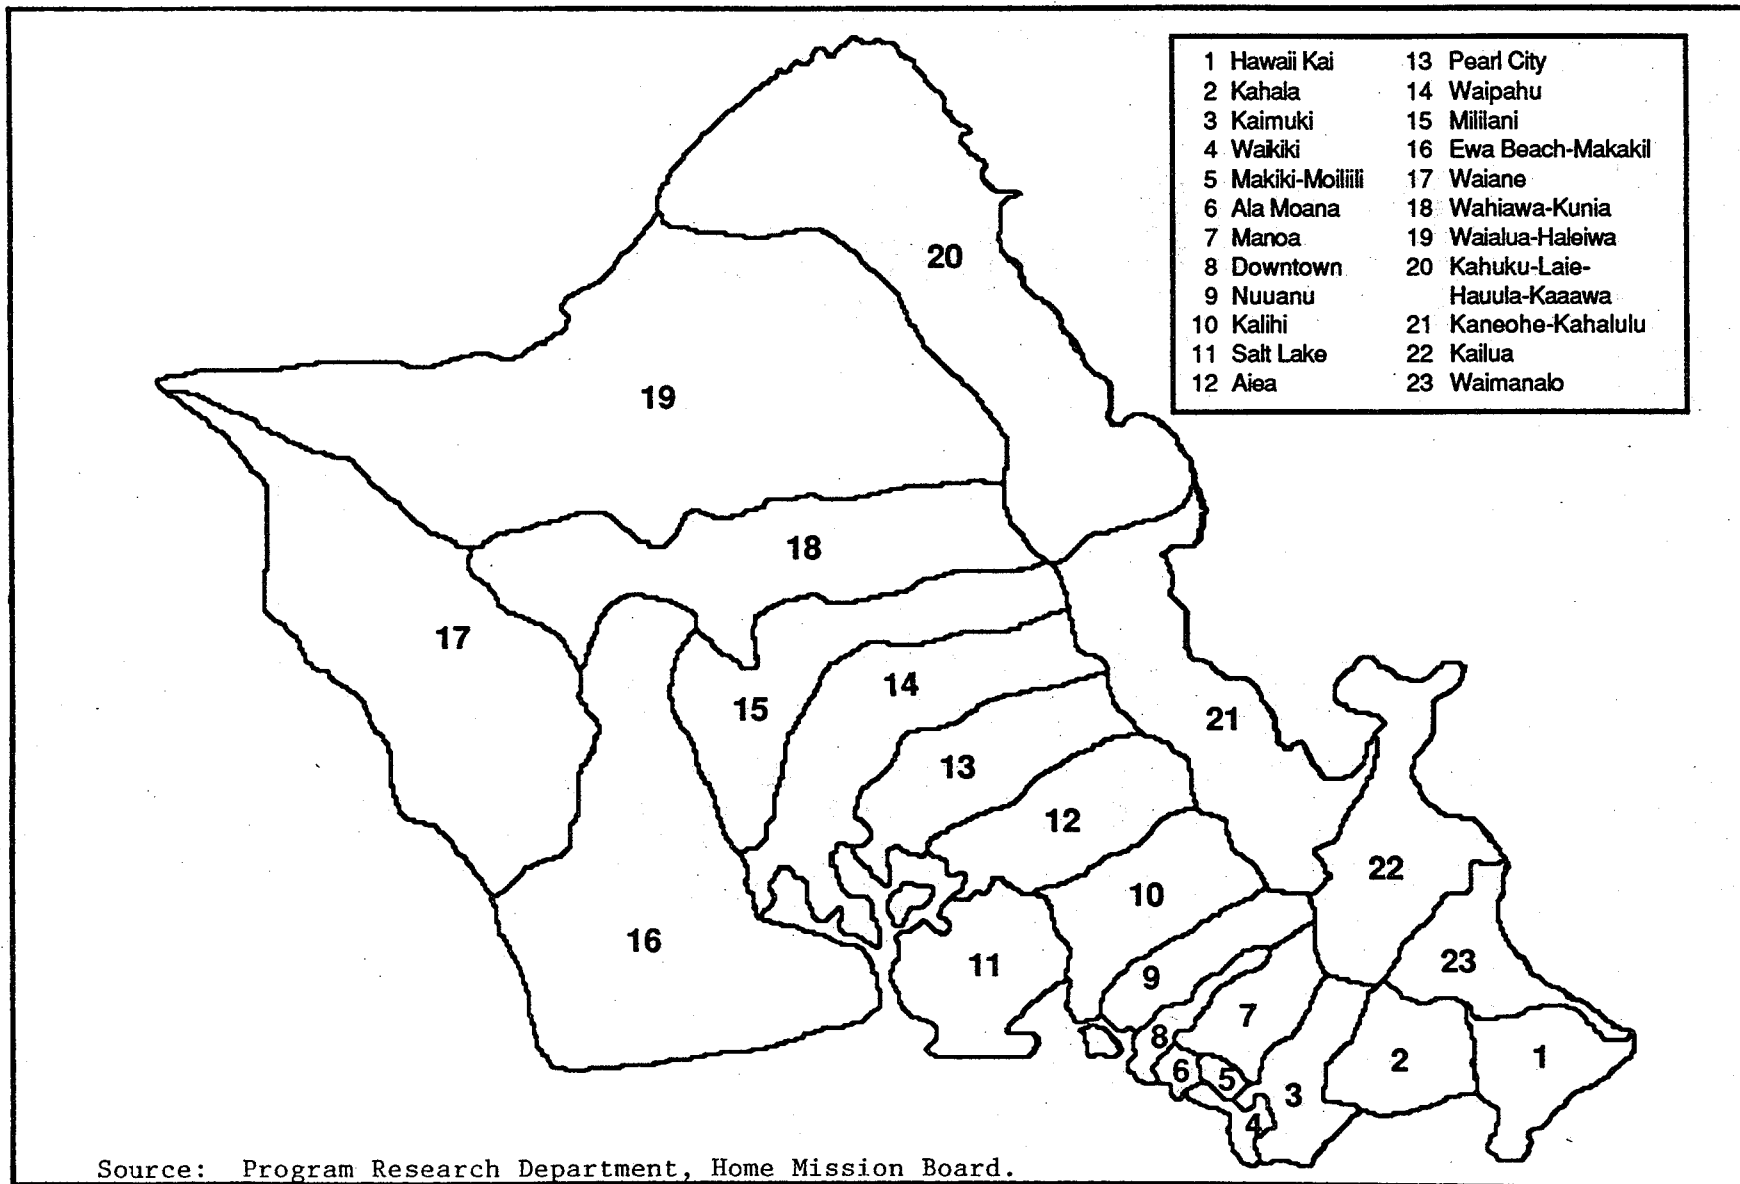 1 Hawaii Kai
2 Kahala
3 Kaimuki
4 Waikiki
5 Makiki-Moiliili
6 Ala Moana
7 Manoa
8 Downtown
9 Nuuanu
10 Kalihi
11 Salt Lake
12 Aiea
13 Pearl City
14 Waipahu
15 Mililani
16 Ewa Beach-Makakil
17 Waiane
18 Wahiawa-Kunia
19 Waialua-Haleiwa
20 Kahuku-Laie-
Hauula-Kaaawa
21 Kaneohe-Kahalulu
22 Kailua
23 Waimanalo
20
19
18
17
14
15
21
13
12
22
10
16
11
23
9
7
8
2
1
6
5
3
4
Source: Program Research Department, Home Mission Board.